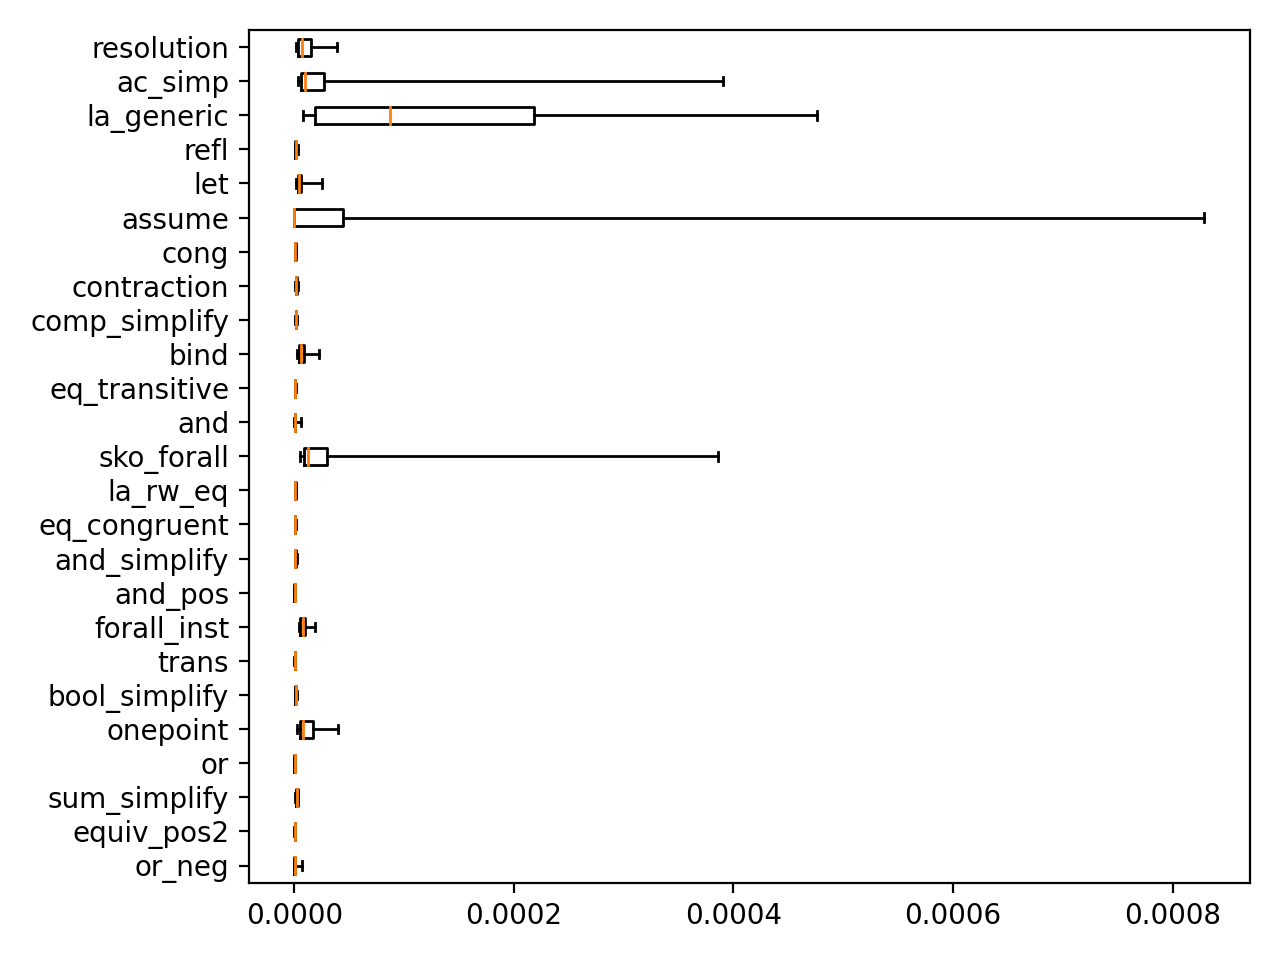 resolution
ac_simp
la_generic
refl
let
assume
cong
contraction
comp_simplify
bind
eq_transitive
and
sko_forall
la_rw_eq
eq_congruent
and_simplify
and_pos
forall_inst
trans
bool_simplify
onepoint
or
sum_simplify
equiv_pos2
or_neg
0.0000 0.0002 0.0004 0.0006 0.0008